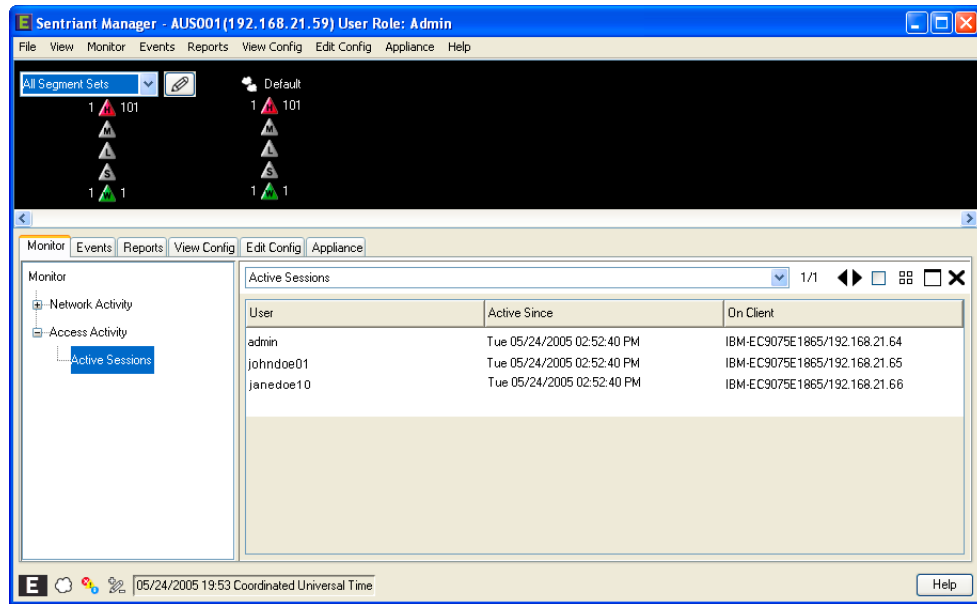 E Sentriant Manager - AUS001(192.168.21.59) User Role: Admin
File View Monitor Events Reports View Config Edit Config Appliance Help
All Segment Sets Default
1 H 101 1 H 101
M M
L L
S S
1 W 1 1 W 1
Monitor Events Reports View Config Edit Config Appliance
Monitor
Network Activity
Access Activity
Active Sessions
Active Sessions 1/1
User Active Since On Client
admin Tue 05/24/2005 02:52:40 PM IBM-EC9075E1865/192.168.21.64
johndoe01 Tue 05/24/2005 02:52:40 PM IBM-EC9075E1865/192.168.21.65
janedoe10 Tue 05/24/2005 02:52:40 PM IBM-EC9075E1865/192.168.21.66
E 05/24/2005 19:53 Coordinated Universal Time Help